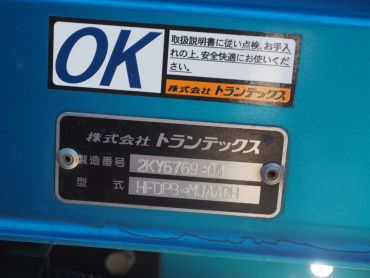 OK
取扱説明書に従い点検、お手入
れの上、安全快適にお使いくだ
さい。
株式会社 トランテックス
株式会社 トランテックス
製造番号 2KY6769-04
型式 HFDPB-MJAAGH